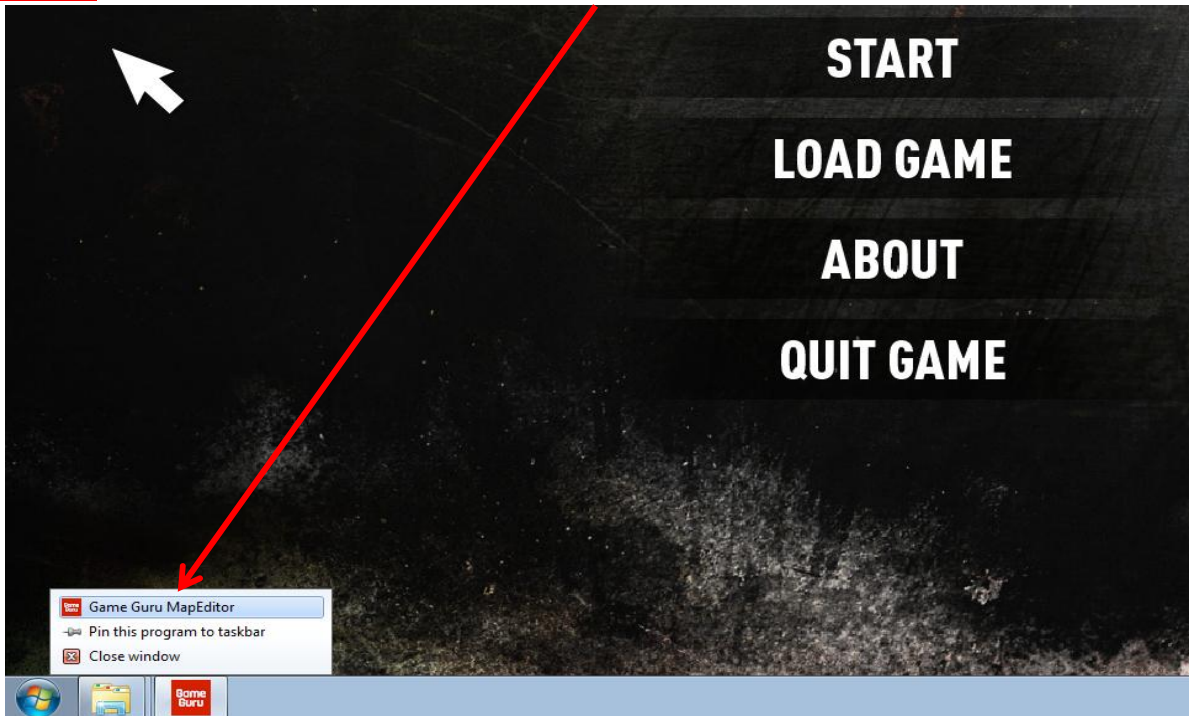 START
LOAD GAME
ABOUT
QUIT GAME
Game Guru MapEditor
Pin this program to taskbar
Close window
Game
Guru